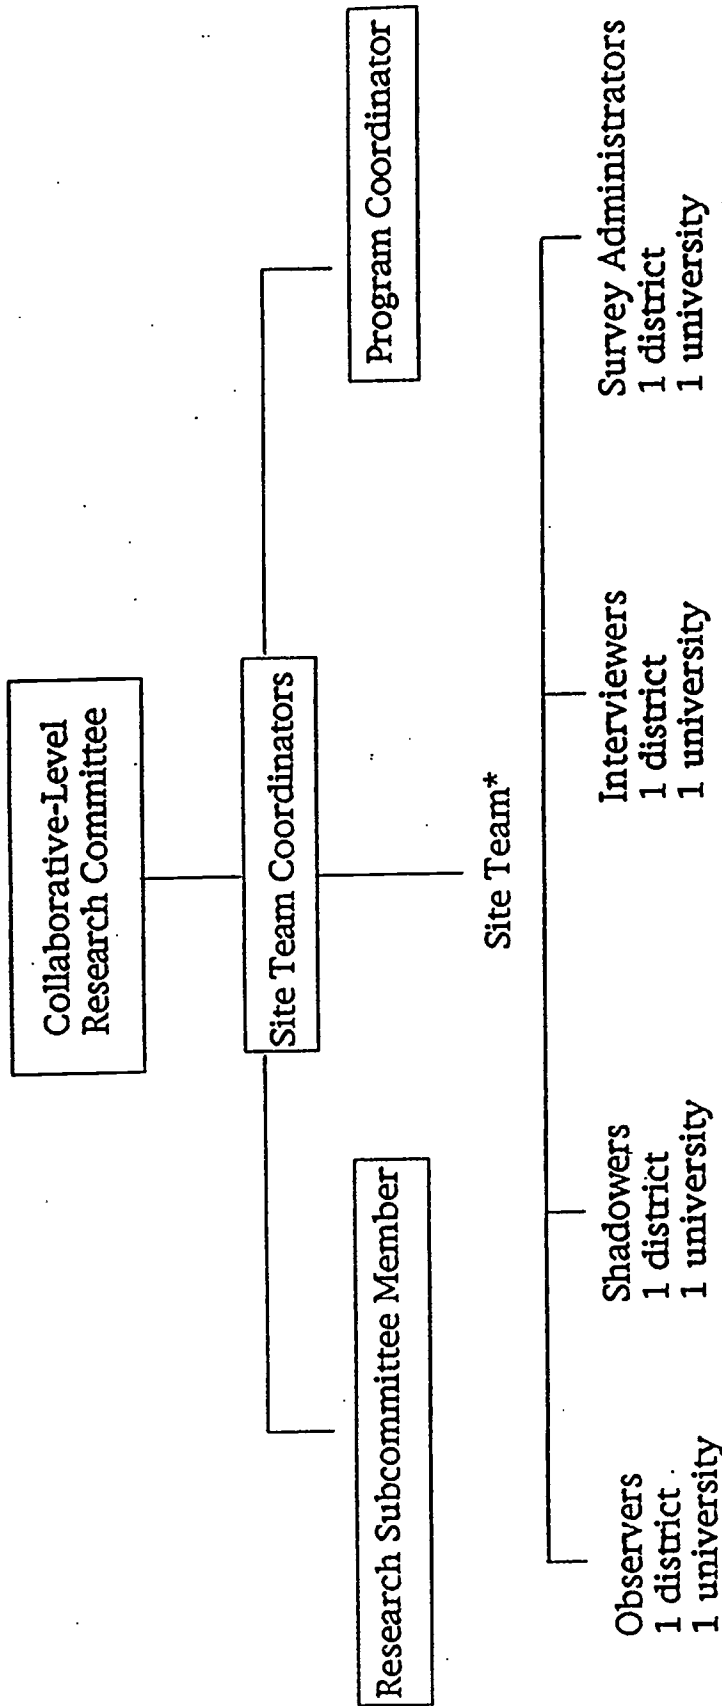 Collaborative-Level
Research Committee
Site Team Coordinators
Research Subcommittee Member
Program Coordinator
Site Team*
Observers
1 district
1 university
Shadowers
1 district
1 university
Interviewers
1 district
1 university
Survey Administrators
1 district
1 university